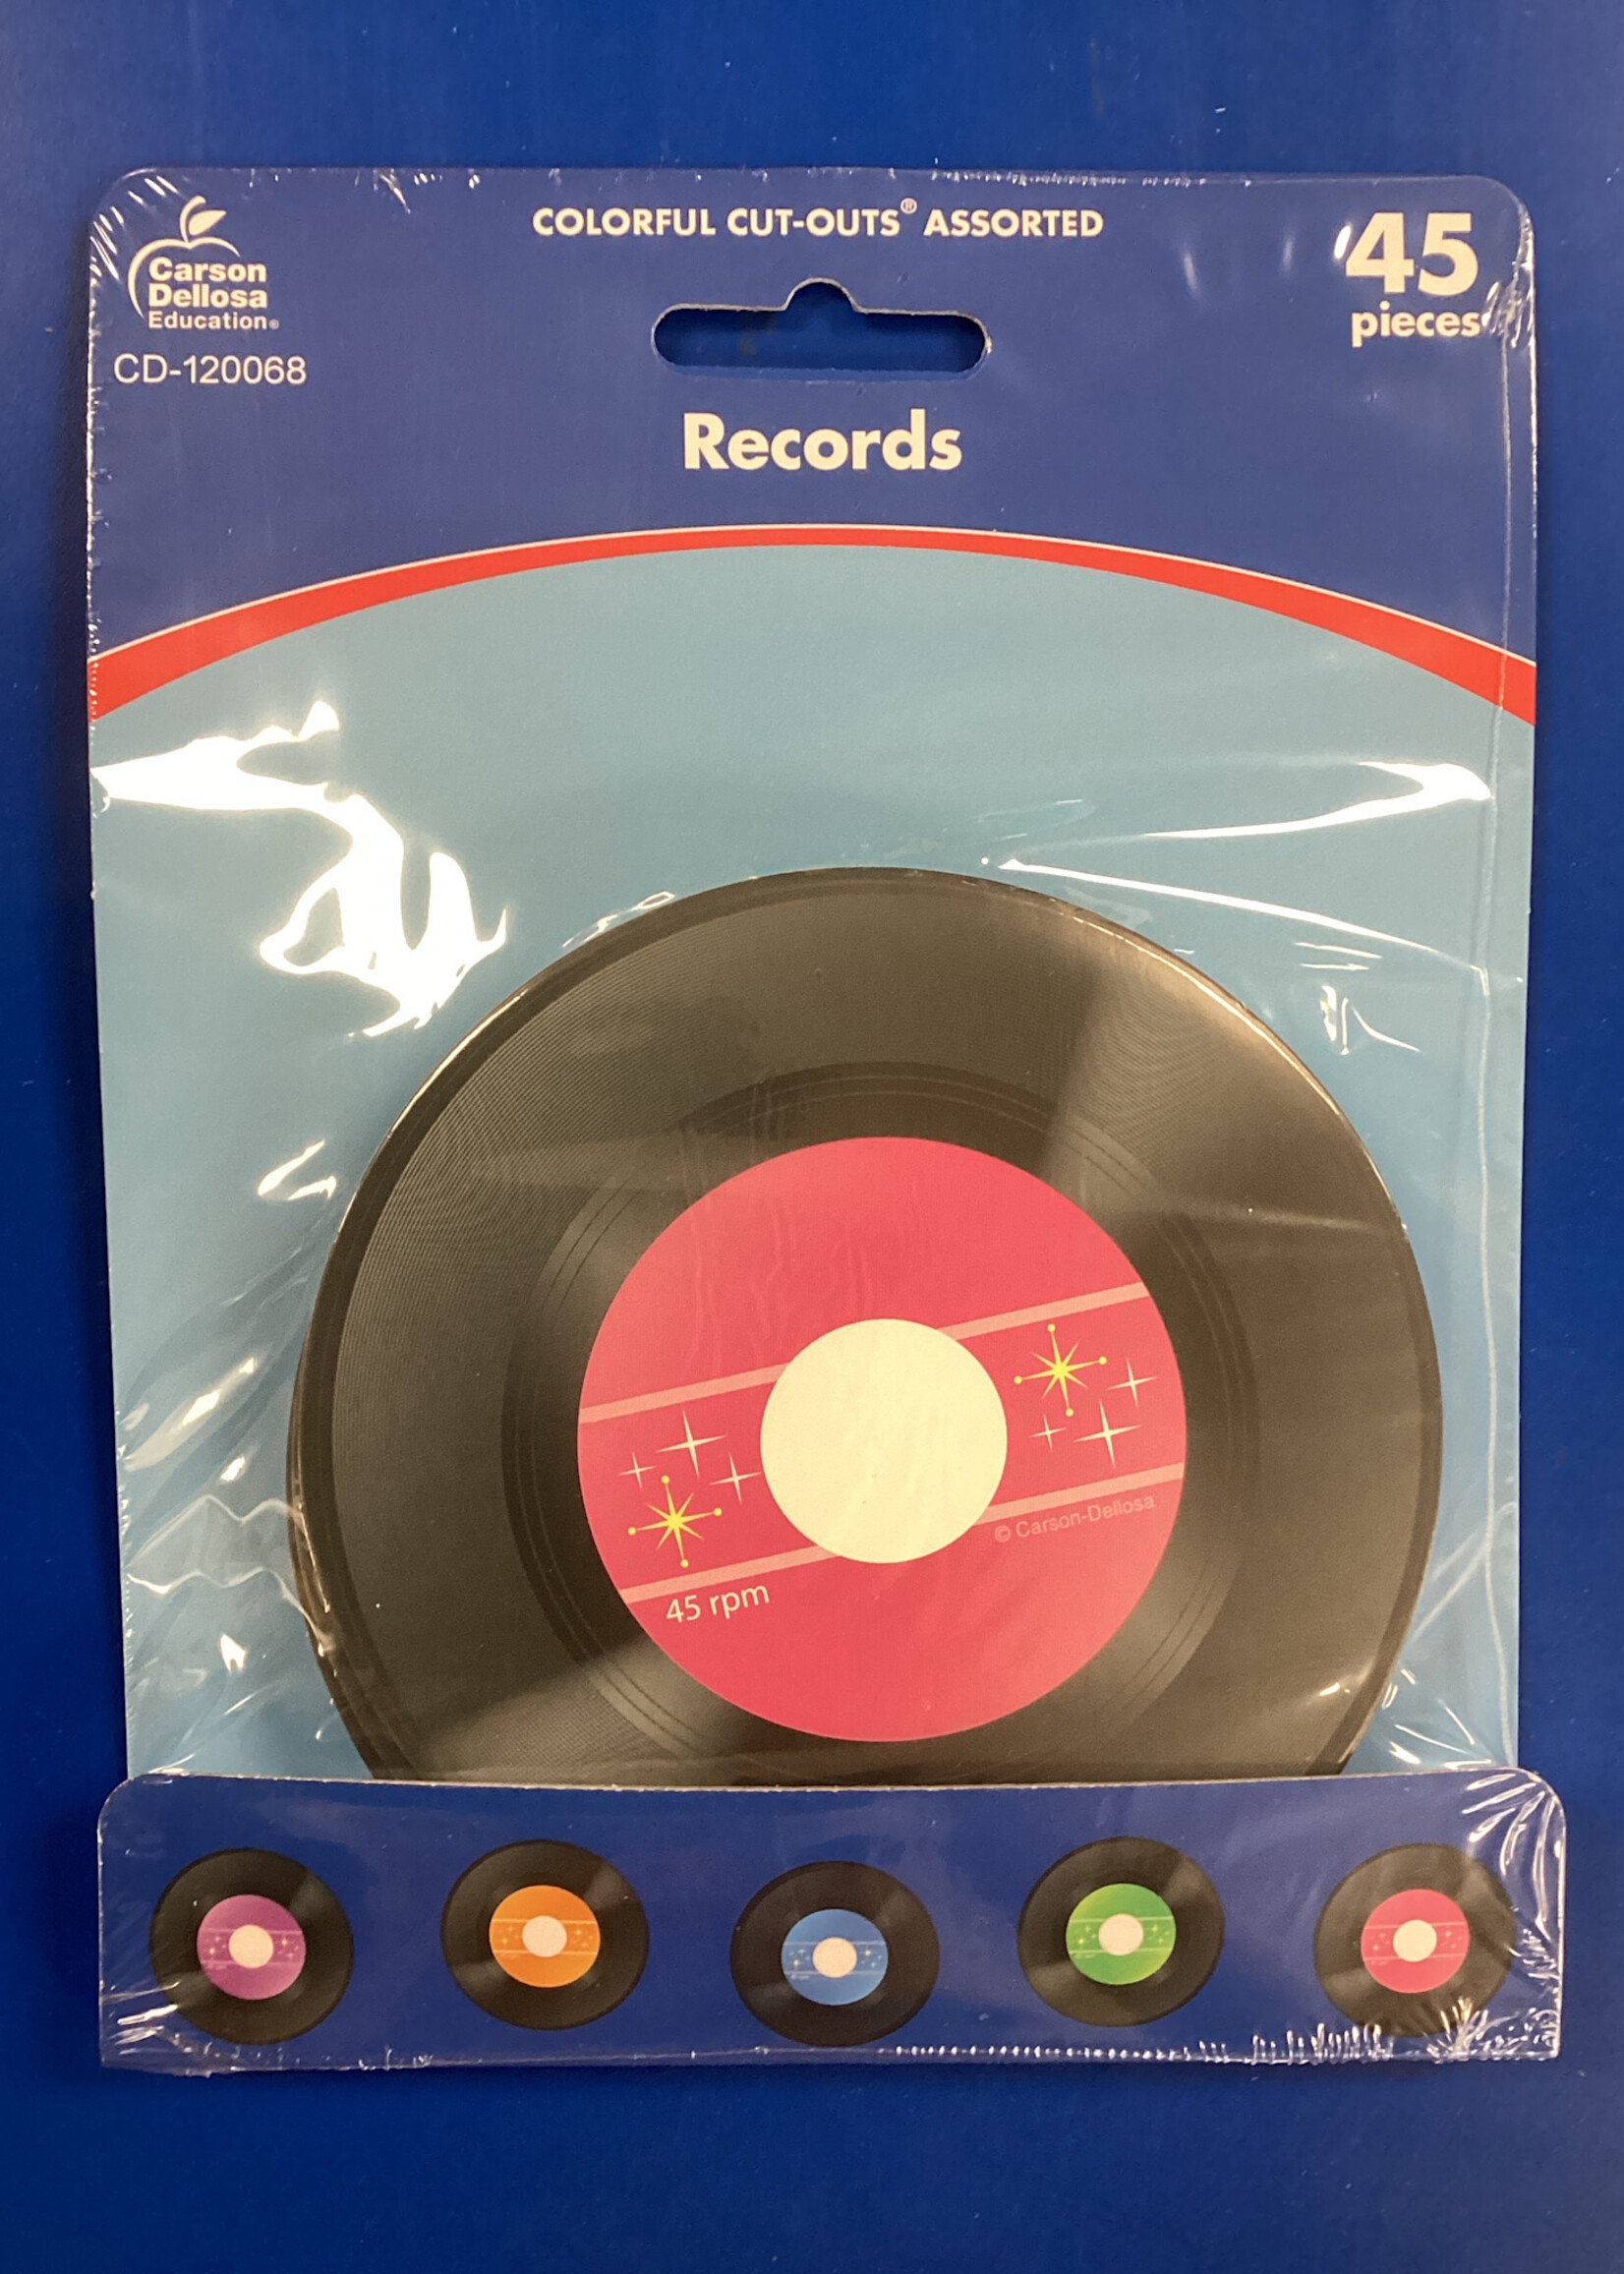 COLORFUL CUT-OUTS® ASSORTED
45
pieces
Carson
Dellosa
Education®
CD-120068
Records
© Carson-Dellosa
45 rpm